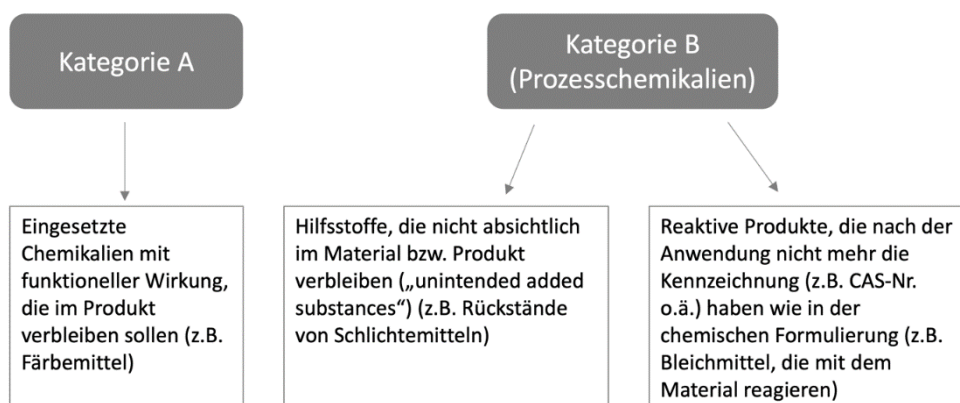 Kategorie A
Kategorie B
(Prozesschemikalien)
Eingesetzte
Chemikalien mit
funktioneller Wirkung,
die im Produkt
verbleiben sollen (z.B.
Färbemittel)
Hilfsstoffe, die nicht absichtlich
im Material bzw. Produkt
verbleiben („unintended added
substances“) (z.B. Rückstände
von Schlichtemitteln)
Reaktive Produkte, die nach der
Anwendung nicht mehr die
Kennzeichnung (z.B. CAS-Nr.
o.ä.) haben wie in der
chemischen Formulierung (z.B.
Bleichmittel, die mit dem
Material reagieren)